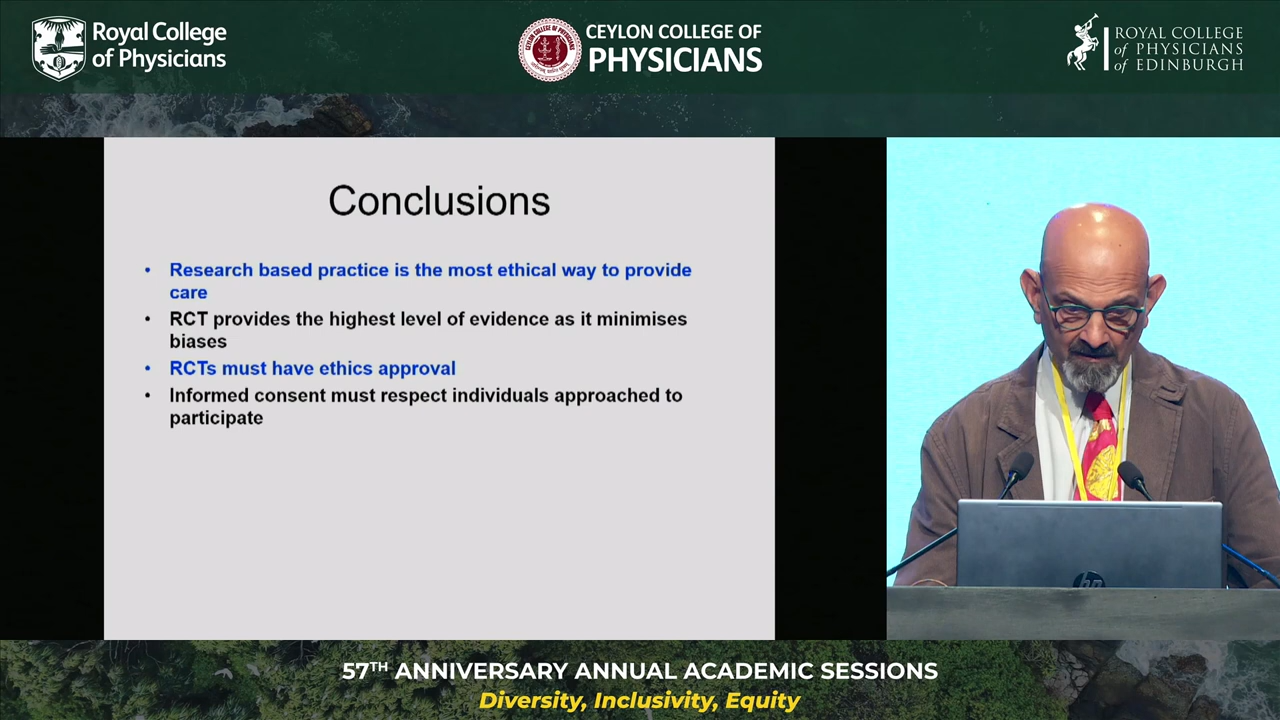 Royal College
of Physicians
CEYLON COLLEGE OF
PHYSICIANS
ROYAL COLLEGE
of PHYSICIANS
of EDINBURGH
Conclusions
• Research based practice is the most ethical way to provide
care
• RCT provides the highest level of evidence as it minimises
biases
• RCTs must have ethics approval
• Informed consent must respect individuals approached to
participate
hp
57TH ANNIVERSARY ANNUAL ACADEMIC SESSIONS
Diversity, Inclusivity, Equity